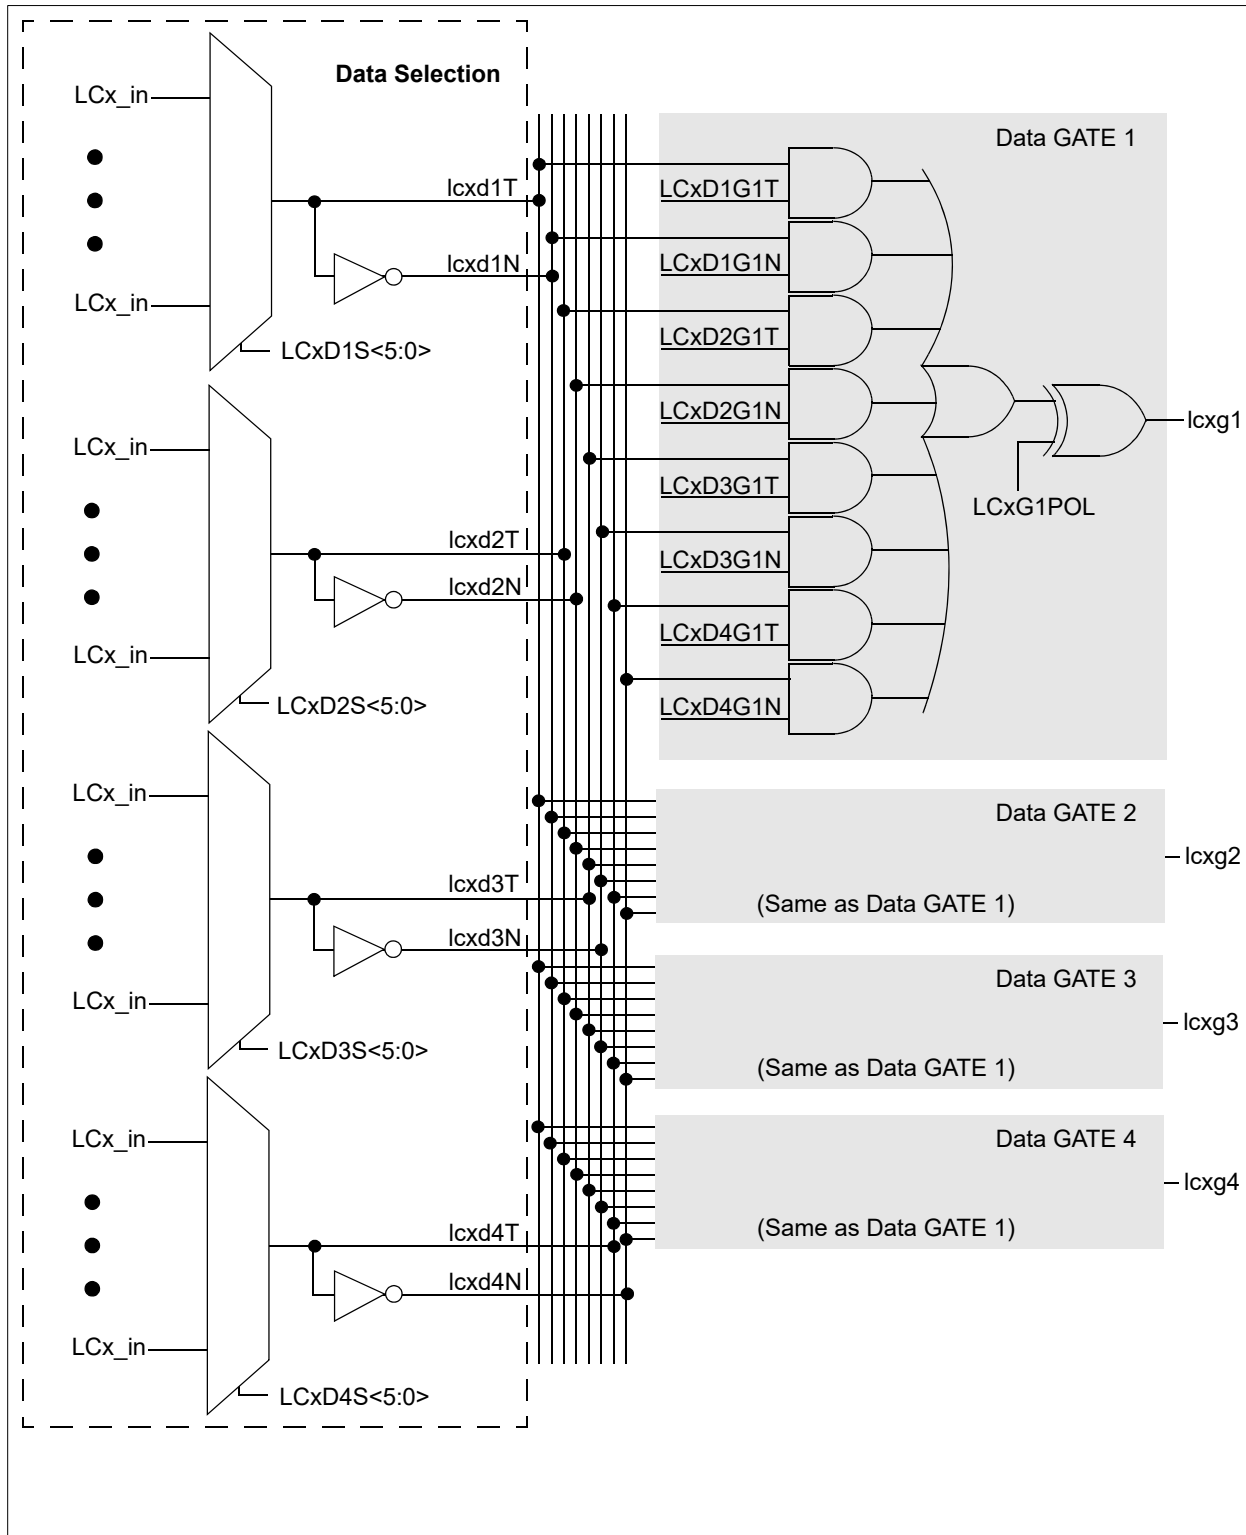 Data Selection
LCx_in
LCx_in
LCxD1S<5:0>
lcxd1T
lcxd1N
LCx_in
LCx_in
LCxD2S<5:0>
lcxd2T
lcxd2N
LCx_in
LCx_in
LCxD3S<5:0>
lcxd3T
lcxd3N
LCx_in
LCx_in
LCxD4S<5:0>
lcxd4T
lcxd4N
Data GATE 1
LCxD1G1T
LCxD1G1N
LCxD2G1T
LCxD2G1N
LCxD3G1T
LCxD3G1N
LCxD4G1T
LCxD4G1N
LCxG1POL
lcxg1
Data GATE 2
(Same as Data GATE 1)
lcxg2
Data GATE 3
(Same as Data GATE 1)
lcxg3
Data GATE 4
(Same as Data GATE 1)
lcxg4